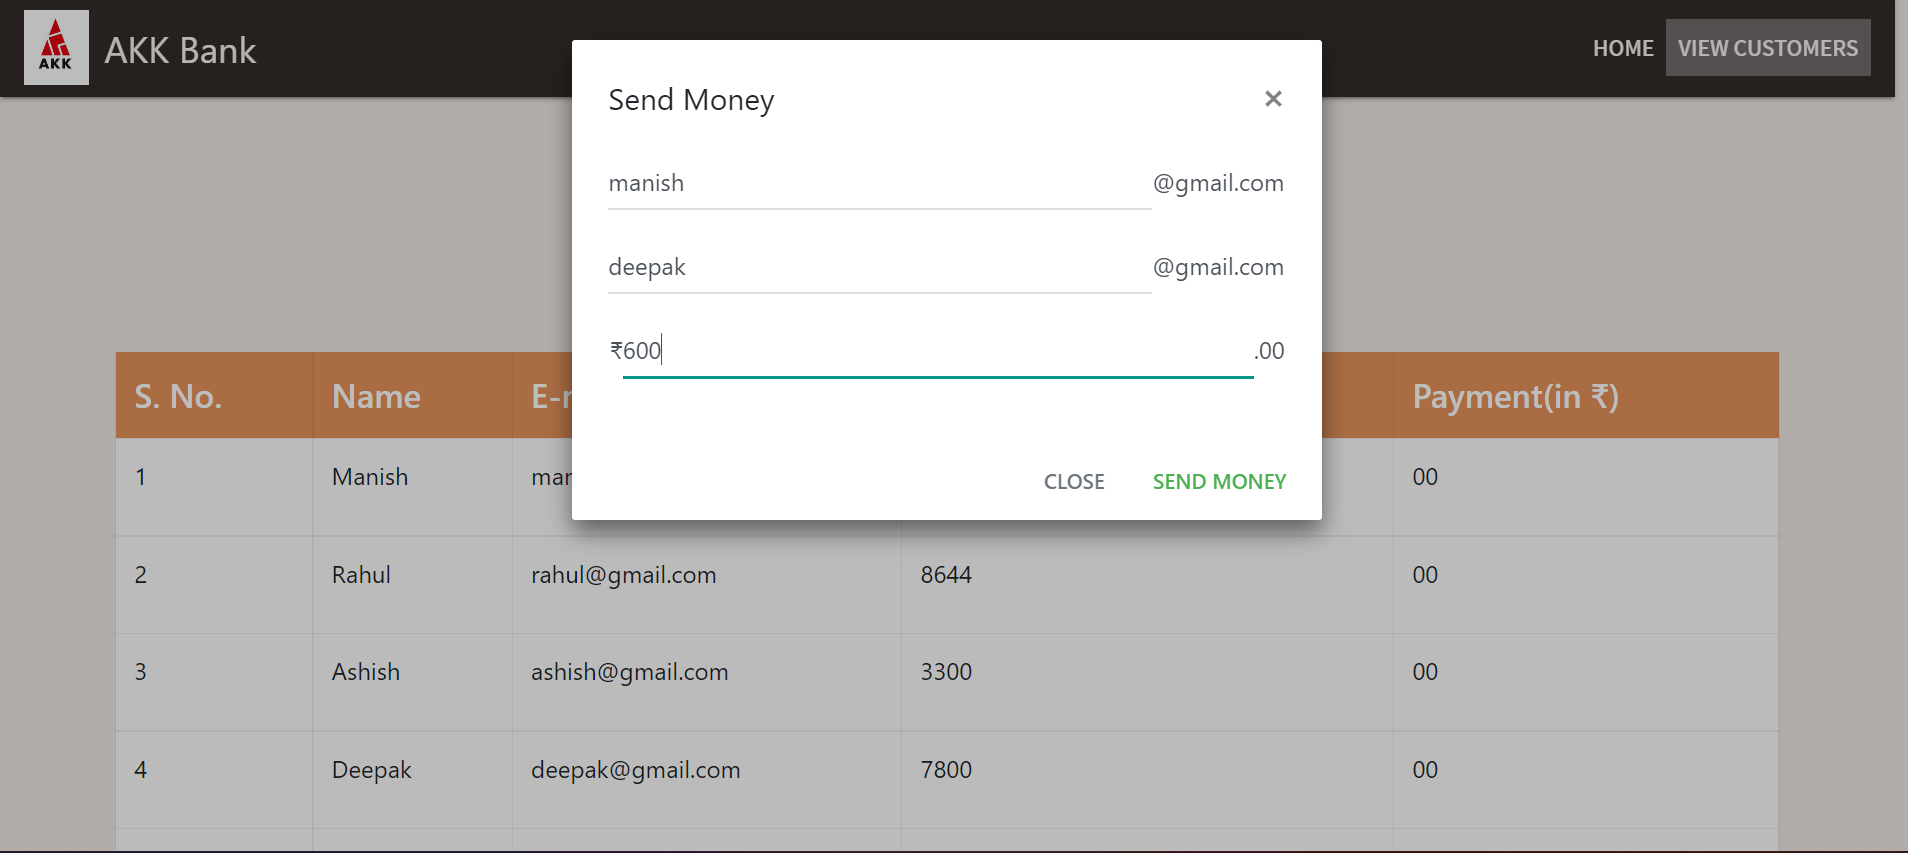 AKK
AKK Bank
HOME
VIEW CUSTOMERS
Send Money
×
manish @gmail.com
deepak @gmail.com
₹600 .00
CLOSE
SEND MONEY
S. No. Name Payment(in ₹)
1 Manish 00
2 Rahul rahul@gmail.com 8644 00
3 Ashish ashish@gmail.com 3300 00
4 Deepak deepak@gmail.com 7800 00